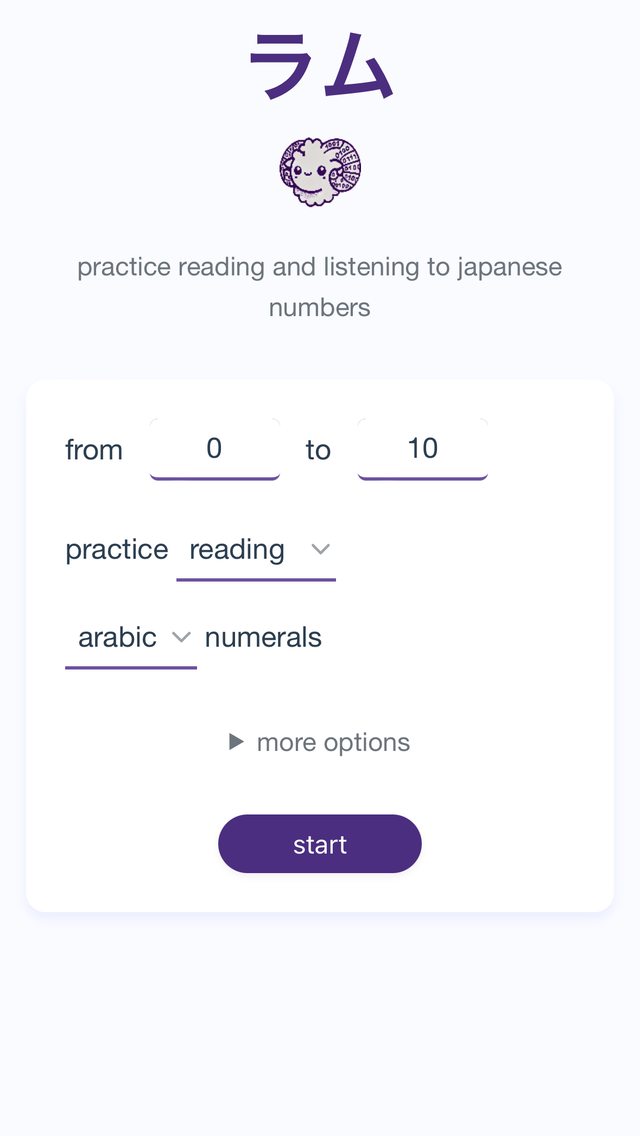 ラム
practice reading and listening to japanese
numbers
from 0 to 10
practice reading
arabic numerals
more options
start